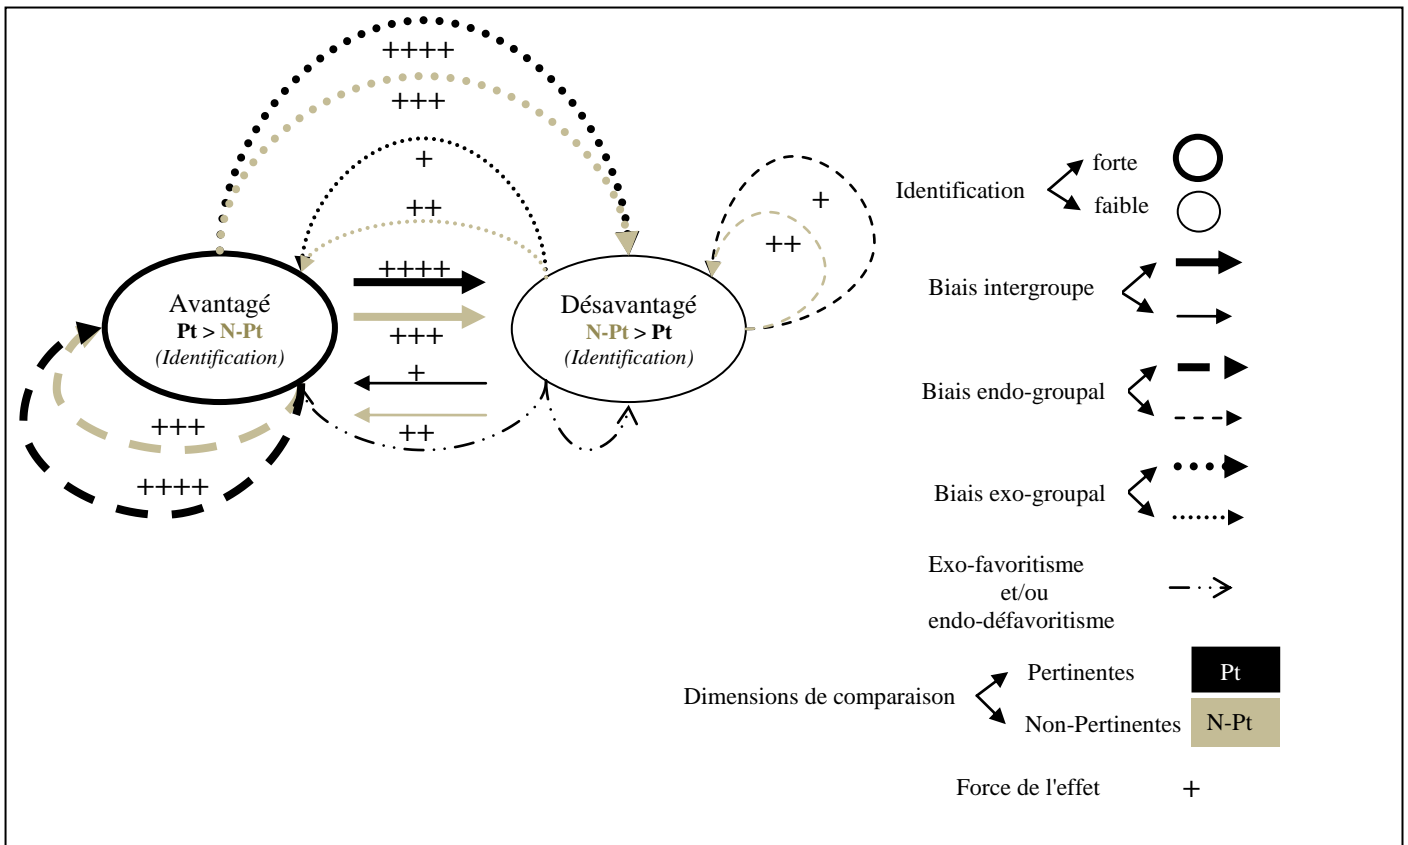 ++++
+++
+
++
++++
+++
+
++
+
++
Avantagé
Pt > N-Pt
(Identification)
Désavantagé
N-Pt > Pt
(Identification)
+++
++++
Identification
forte
faible
Biais intergroupe
Biais endo-groupal
Biais exo-groupal
Exo-favoritisme
et/ou
endo-défavoritisme
Dimensions de comparaison
Pertinentes
Pt
Non-Pertinentes
N-Pt
Force de l'effet
+